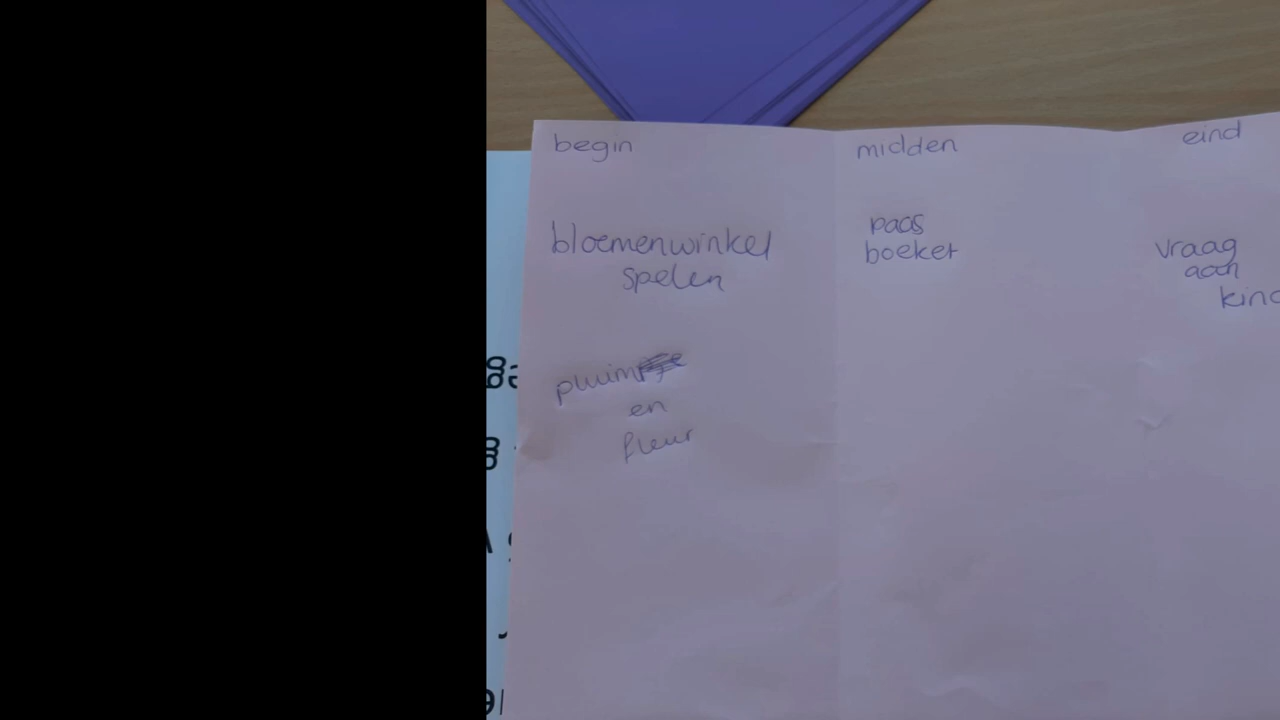 begin
bloemenwinkel
spelen
pluim
en
fleur
midden
paas
boeket
eind
vraag
aan